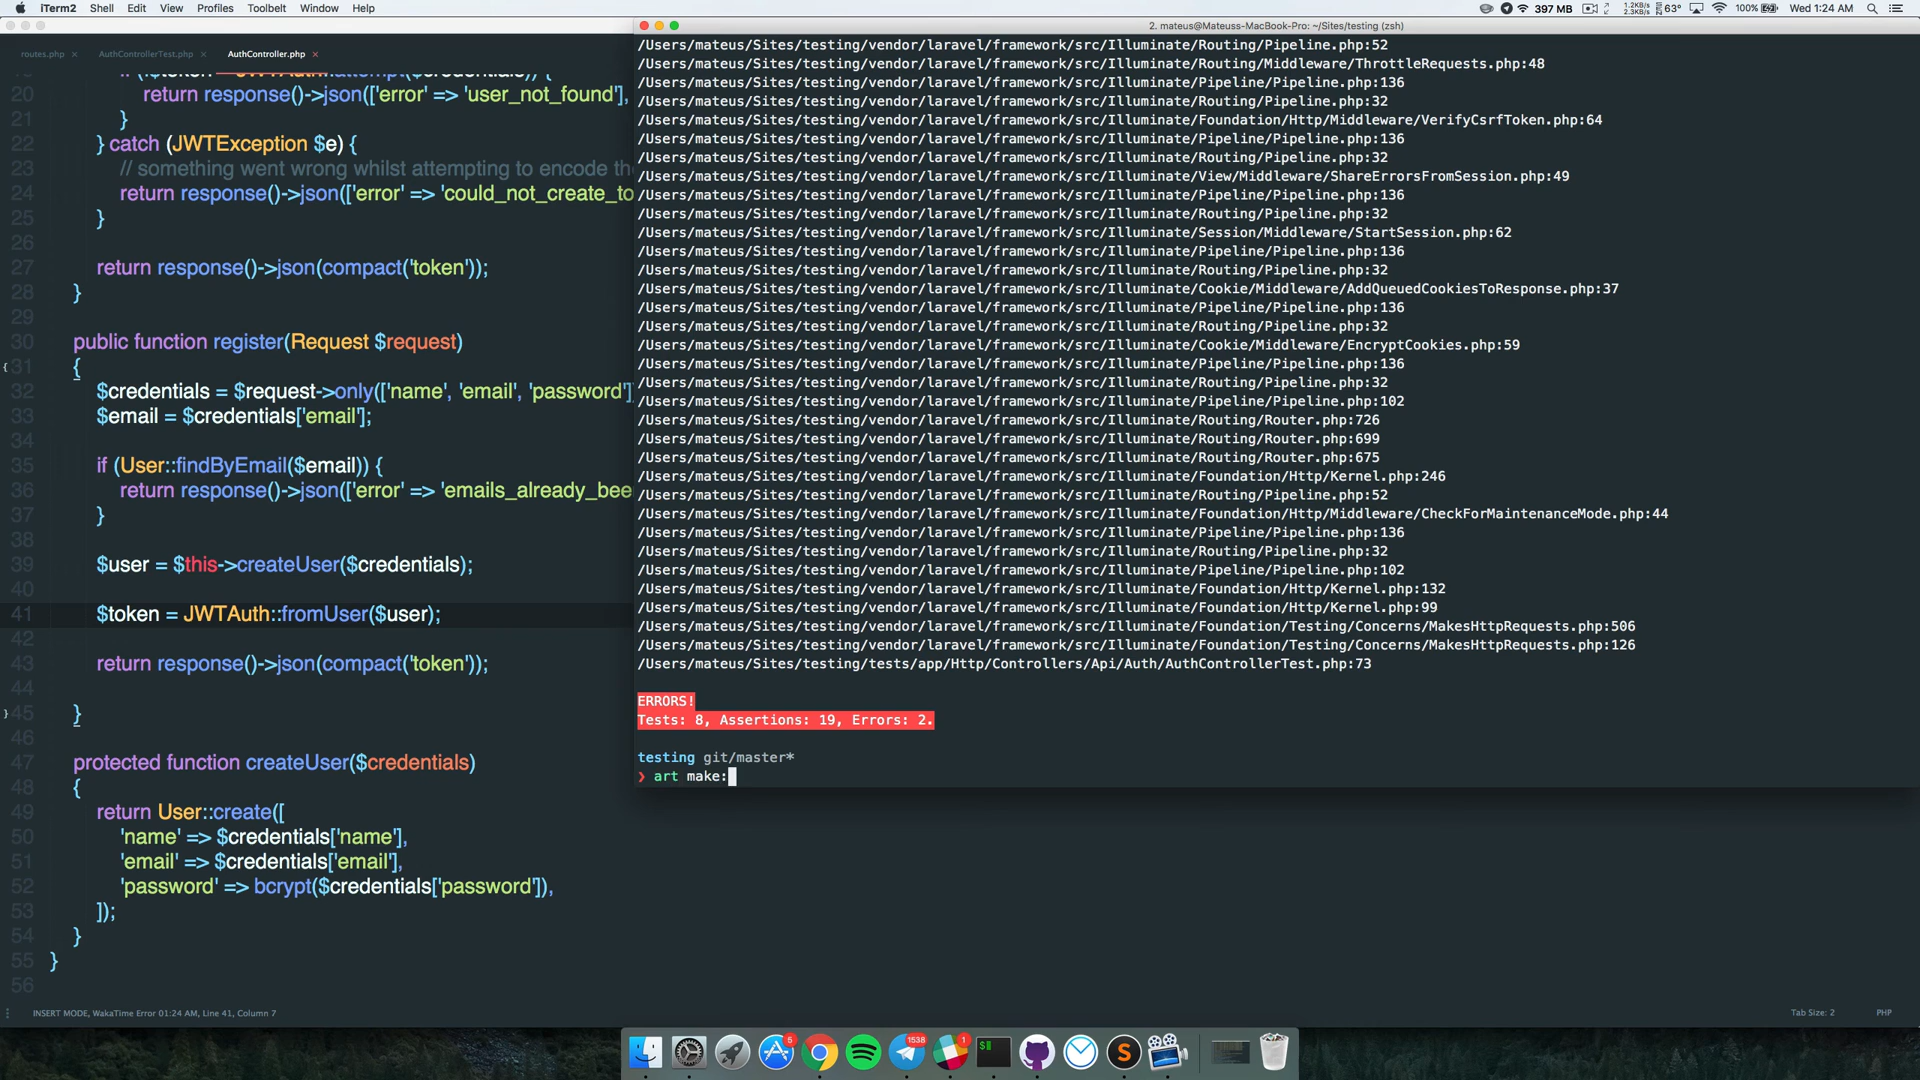 iTerm2 Shell Edit View Profiles Toolbelt Window Help
397 MB 1.2KB/s 2.3KB/s 63° 100% Wed 1:24 AM
routes.php AuthControllerTest.php AuthController.php
2. mateus@Mateuss-MacBook-Pro: ~/Sites/testing (zsh)
20 return response()->json(['error' => 'user_not_found'],
21 }
22 } catch (JWTException $e) {
23 // something went wrong whilst attempting to encode the
24 return response()->json(['error' => 'could_not_create_to
25 }
26
27 return response()->json(compact('token'));
28 }
29
30 public function register(Request $request)
31 {
32 $credentials = $request->only(['name', 'email', 'password']
33 $email = $credentials['email'];
34
35 if (User::findByEmail($email)) {
36 return response()->json(['error' => 'emails_already_bee
37 }
38
39 $user = $this->createUser($credentials);
40
41 $token = JWTAuth::fromUser($user);
42
43 return response()->json(compact('token'));
44
45 }
46
47 protected function createUser($credentials)
48 {
49 return User::create([
50 'name' => $credentials['name'],
51 'email' => $credentials['email'],
52 'password' => bcrypt($credentials['password']),
53 ]);
54 }
55 }
56
INSERT MODE, WakaTime Error 01:24 AM, Line 41, Column 7
Tab Size: 2 PHP
/Users/mateus/Sites/testing/vendor/laravel/framework/src/Illuminate/Routing/Pipeline.php:52
/Users/mateus/Sites/testing/vendor/laravel/framework/src/Illuminate/Routing/Middleware/ThrottleRequests.php:48
/Users/mateus/Sites/testing/vendor/laravel/framework/src/Illuminate/Pipeline/Pipeline.php:136
/Users/mateus/Sites/testing/vendor/laravel/framework/src/Illuminate/Routing/Pipeline.php:32
/Users/mateus/Sites/testing/vendor/laravel/framework/src/Illuminate/Foundation/Http/Middleware/VerifyCsrfToken.php:64
/Users/mateus/Sites/testing/vendor/laravel/framework/src/Illuminate/Pipeline/Pipeline.php:136
/Users/mateus/Sites/testing/vendor/laravel/framework/src/Illuminate/Routing/Pipeline.php:32
/Users/mateus/Sites/testing/vendor/laravel/framework/src/Illuminate/View/Middleware/ShareErrorsFromSession.php:49
/Users/mateus/Sites/testing/vendor/laravel/framework/src/Illuminate/Pipeline/Pipeline.php:136
/Users/mateus/Sites/testing/vendor/laravel/framework/src/Illuminate/Routing/Pipeline.php:32
/Users/mateus/Sites/testing/vendor/laravel/framework/src/Illuminate/Session/Middleware/StartSession.php:62
/Users/mateus/Sites/testing/vendor/laravel/framework/src/Illuminate/Pipeline/Pipeline.php:136
/Users/mateus/Sites/testing/vendor/laravel/framework/src/Illuminate/Routing/Pipeline.php:32
/Users/mateus/Sites/testing/vendor/laravel/framework/src/Illuminate/Cookie/Middleware/AddQueuedCookiesToResponse.php:37
/Users/mateus/Sites/testing/vendor/laravel/framework/src/Illuminate/Pipeline/Pipeline.php:136
/Users/mateus/Sites/testing/vendor/laravel/framework/src/Illuminate/Routing/Pipeline.php:32
/Users/mateus/Sites/testing/vendor/laravel/framework/src/Illuminate/Cookie/Middleware/EncryptCookies.php:59
/Users/mateus/Sites/testing/vendor/laravel/framework/src/Illuminate/Pipeline/Pipeline.php:136
/Users/mateus/Sites/testing/vendor/laravel/framework/src/Illuminate/Routing/Pipeline.php:32
/Users/mateus/Sites/testing/vendor/laravel/framework/src/Illuminate/Pipeline/Pipeline.php:102
/Users/mateus/Sites/testing/vendor/laravel/framework/src/Illuminate/Routing/Router.php:726
/Users/mateus/Sites/testing/vendor/laravel/framework/src/Illuminate/Routing/Router.php:699
/Users/mateus/Sites/testing/vendor/laravel/framework/src/Illuminate/Routing/Router.php:675
/Users/mateus/Sites/testing/vendor/laravel/framework/src/Illuminate/Foundation/Http/Kernel.php:246
/Users/mateus/Sites/testing/vendor/laravel/framework/src/Illuminate/Routing/Pipeline.php:52
/Users/mateus/Sites/testing/vendor/laravel/framework/src/Illuminate/Foundation/Http/Middleware/CheckForMaintenanceMode.php:44
/Users/mateus/Sites/testing/vendor/laravel/framework/src/Illuminate/Pipeline/Pipeline.php:136
/Users/mateus/Sites/testing/vendor/laravel/framework/src/Illuminate/Routing/Pipeline.php:32
/Users/mateus/Sites/testing/vendor/laravel/framework/src/Illuminate/Pipeline/Pipeline.php:102
/Users/mateus/Sites/testing/vendor/laravel/framework/src/Illuminate/Foundation/Http/Kernel.php:132
/Users/mateus/Sites/testing/vendor/laravel/framework/src/Illuminate/Foundation/Http/Kernel.php:99
/Users/mateus/Sites/testing/vendor/laravel/framework/src/Illuminate/Foundation/Testing/Concerns/MakesHttpRequests.php:506
/Users/mateus/Sites/testing/vendor/laravel/framework/src/Illuminate/Foundation/Testing/Concerns/MakesHttpRequests.php:126
/Users/mateus/Sites/testing/tests/app/Http/Controllers/Api/Auth/AuthControllerTest.php:73
ERRORS!
Tests: 8, Assertions: 19, Errors: 2.
testing git/master*
❯ art make:
5 1538 1